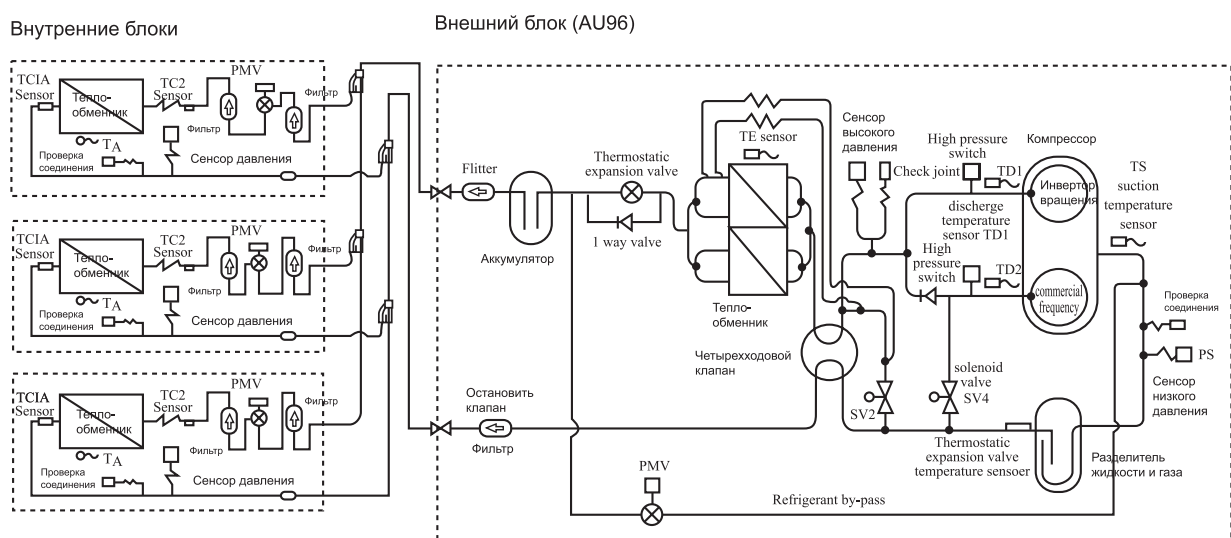 Внутренние блоки
Внешний блок (AU96)
TC1A
Sensor
Тепло-
обменник
TC2
Sensor
PMV
Фильтр
Фильтр
TA
Проверка
соединения
Сенсор давления
TC1A
Sensor
Тепло-
обменник
TC2
Sensor
PMV
Фильтр
Фильтр
TA
Проверка
соединения
Сенсор давления
TC1A
Sensor
Тепло-
обменник
TC2
Sensor
PMV
Фильтр
Фильтр
TA
Проверка
соединения
Сенсор давления
Flitter
Аккумулятор
Thermostatic
expansion valve
1 way valve
TE sensor
Тепло-
обменник
Сенсор
высокого
давления
Check joint
High pressure
switch
TD1
discharge
temperature
sensor TD1
High
pressure
switch
TD2
Компрессор
Инвертор
вращения
commercial
frequency
TS
suction
temperature
sensor
Проверка
соединения
PS
Сенсор
низкого
давления
Четырехходовой
клапан
SV2
solenoid
valve
SV4
Остановить
клапан
Фильтр
Thermostatic
expansion valve
temperature sensoer
Разделитель
жидкости и газа
PMV
Refrigerant by-pass